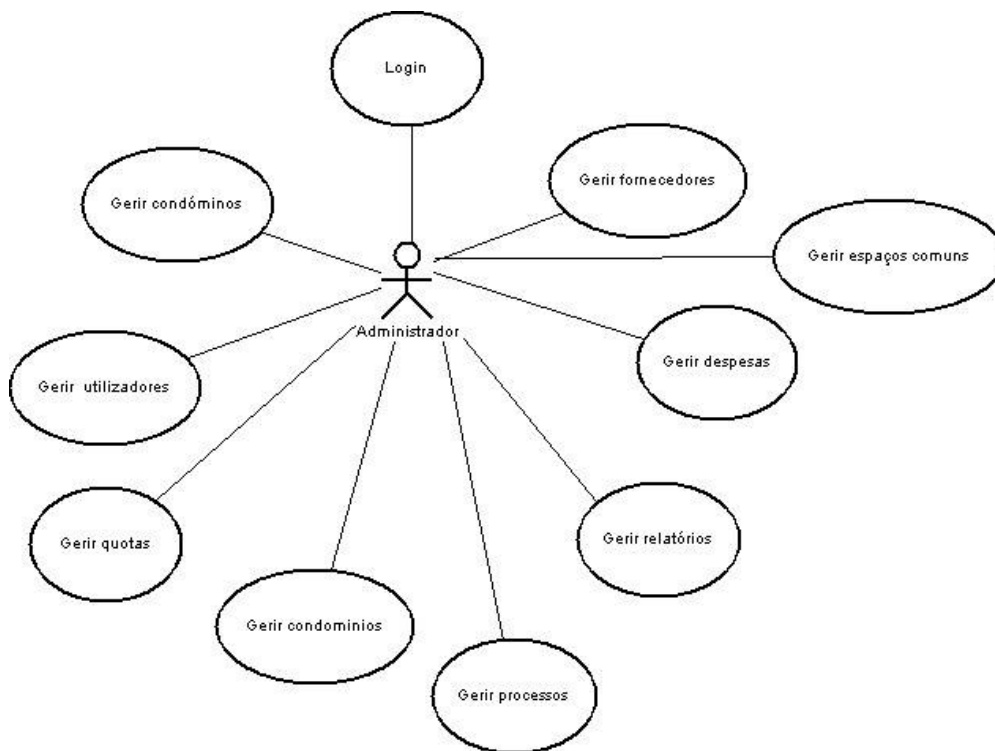 Login
Gerir fornecedores
Gerir condóminos
Gerir espaços comuns
Administrador
Gerir despesas
Gerir utilizadores
Gerir quotas
Gerir relatórios
Gerir condominios
Gerir processos